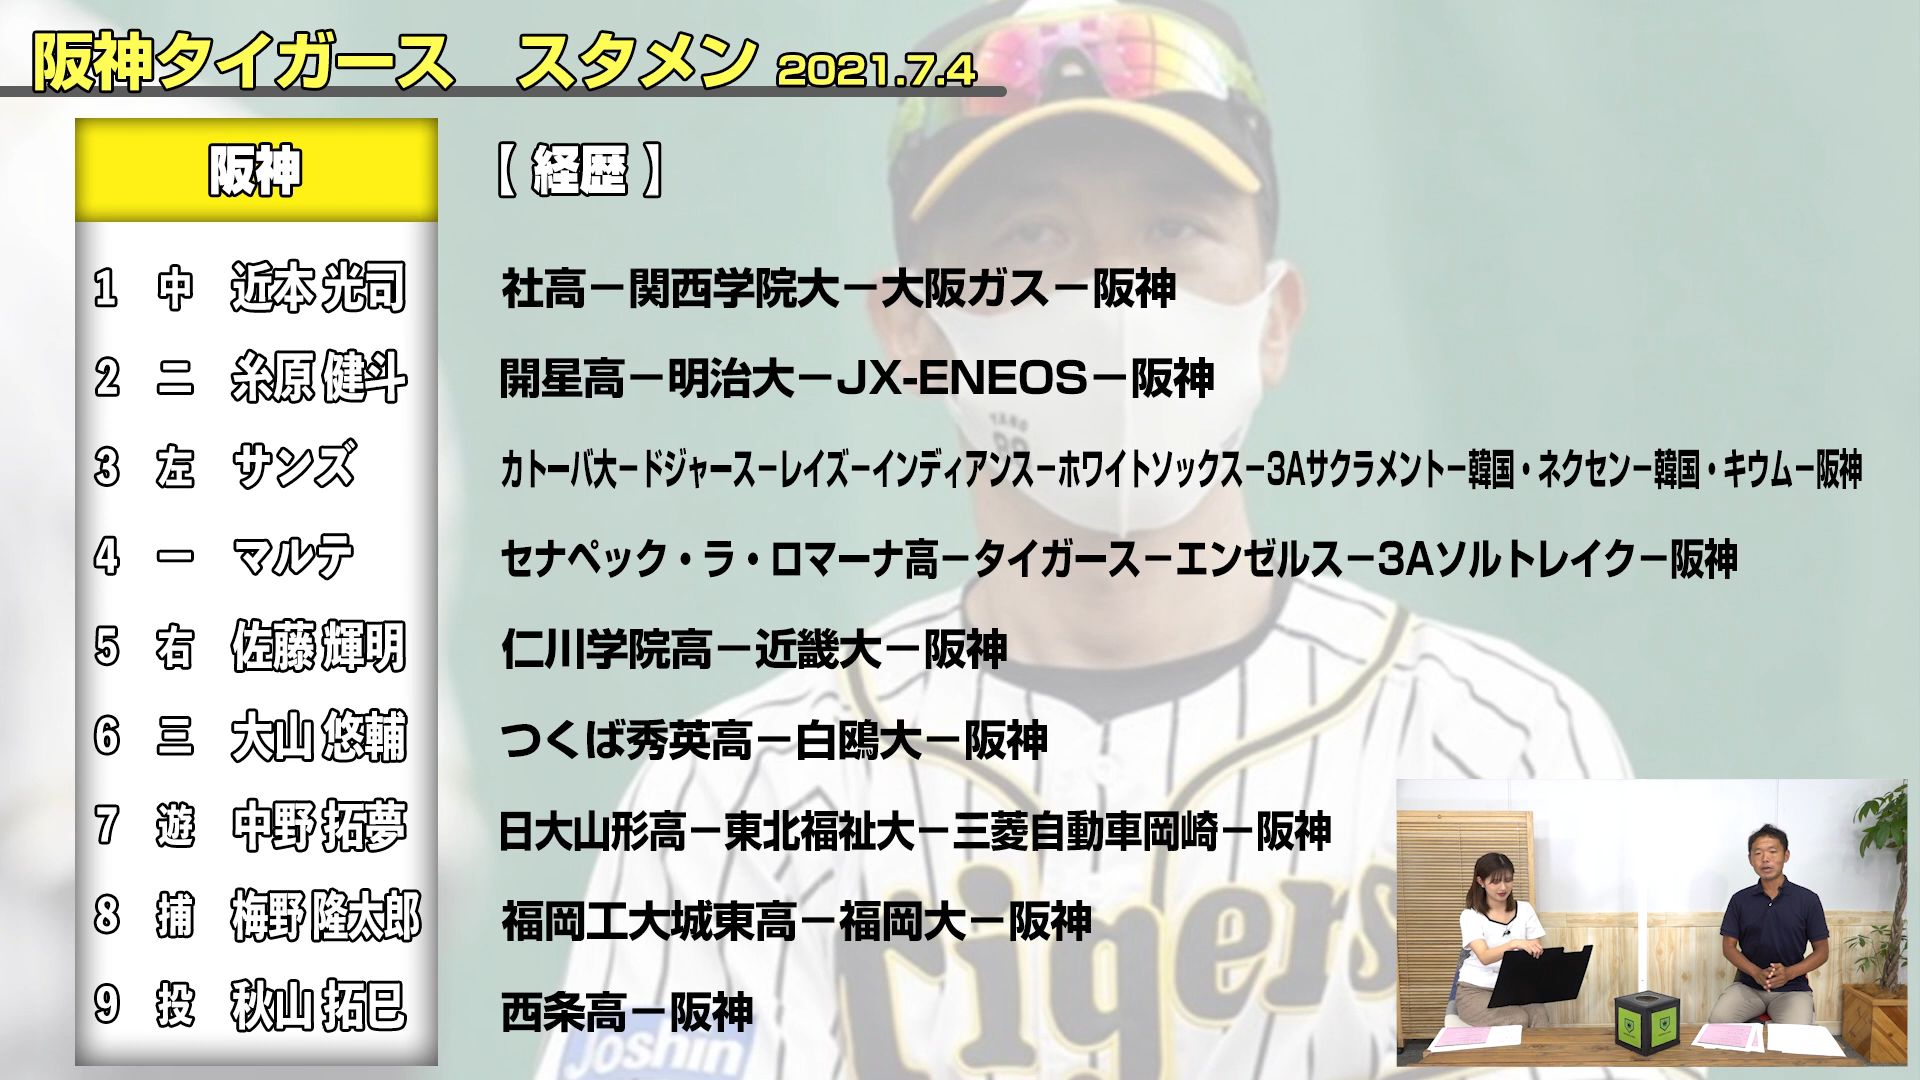 阪神タイガース　スタメン 2021.7.4
阪神
【 経歴 】
1 中 近本 光司 社高－関西学院大－大阪ガス－阪神
2 二 糸原 健斗 開星高－明治大－JX-ENEOS－阪神
3 左 サンズ カトーバ大－ドジャース－レイズ－インディアンス－ホワイトソックス－3Aサクラメント－韓国・ネクセン－韓国・キウム－阪神
4 一 マルテ セナペック・ラ・ロマーナ高－タイガース－エンゼルス－3Aソルトレイク－阪神
5 右 佐藤 輝明 仁川学院高－近畿大－阪神
6 三 大山 悠輔 つくば秀英高－白鴎大－阪神
7 遊 中野 拓夢 日大山形高－東北福祉大－三菱自動車岡崎－阪神
8 捕 梅野 隆太郎 福岡工大城東高－福岡大－阪神
9 投 秋山 拓巳 西条高－阪神
Tigers
Joshin